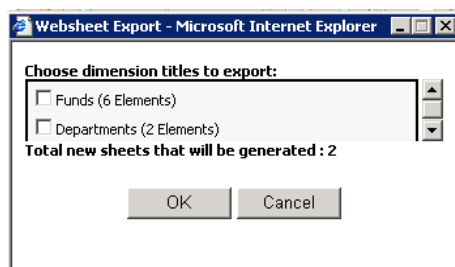 Websheet Export - Microsoft Internet Explorer
Choose dimension titles to export:
Funds (6 Elements)
Departments (2 Elements)
Total new sheets that will be generated : 2
OK Cancel